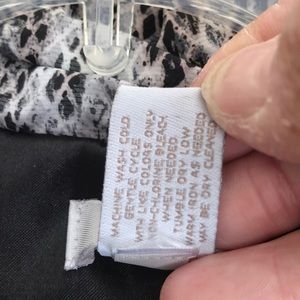 MACHINE WASH COLD
GENTLE CYCLE
WITH LIKE COLORS ONLY
NON-CHLORINE BLEACH
WHEN NEEDED
TUMBLE DRY LOW
WARM IRON AS NEEDED
MAY BE DRY CLEANED